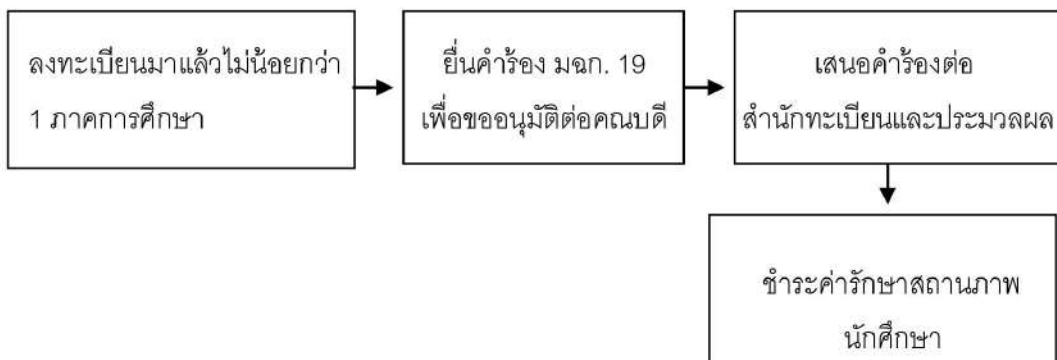 ลงทะเบียนมาแล้วไม่น้อยกว่า
1 ภาคการศึกษา
ยื่นคำร้อง มฉก. 19
เพื่อขออนุมัติต่อคณบดี
เสนอคำร้องต่อ
สำนักทะเบียนและประมวลผล
ชำระค่ารักษาสถานภาพ
นักศึกษา